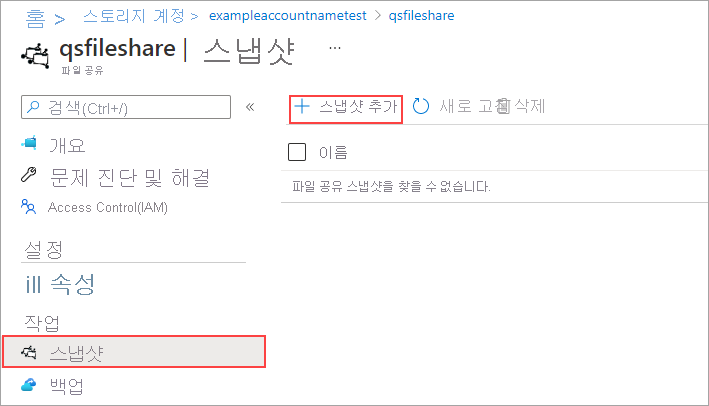 홈 > 스토리지 계정 > exampleaccountnametest > qsfileshare
qsfileshare | 스냅샷 ...
파일 공유
검색(Ctrl+/) «
+ 스냅샷 추가 새로 고침 삭제
개요
문제 진단 및 해결
Access Control(IAM)
이름
파일 공유 스냅샷을 찾을 수 없습니다.
설정
ill 속성
작업
스냅샷
백업